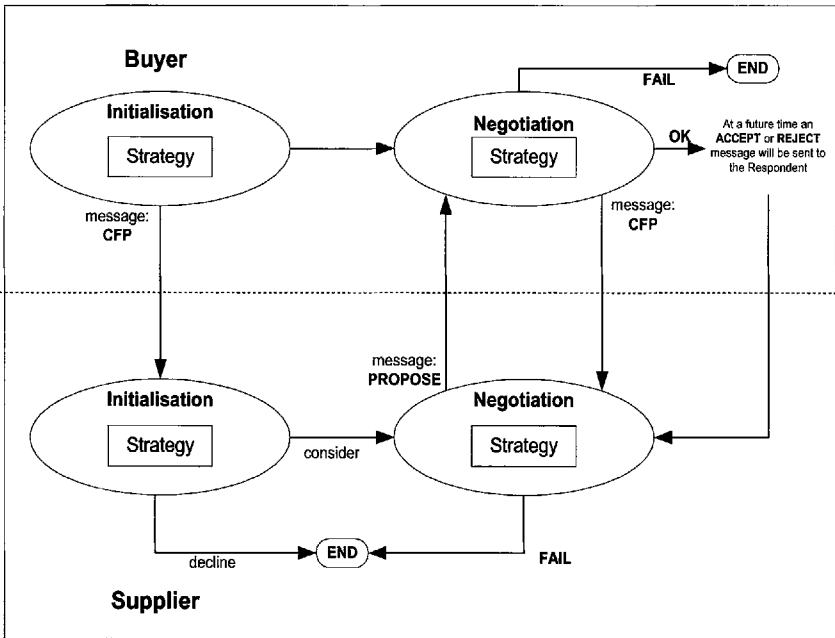 Buyer
END
FAIL
Initialisation
Strategy
Negotiation
Strategy
OK
At a future time an
ACCEPT or REJECT
message will be sent to
the Respondent
message:
CFP
message:
CFP
message:
PROPOSE
Initialisation
Strategy
consider
Negotiation
Strategy
decline
END
FAIL
Supplier